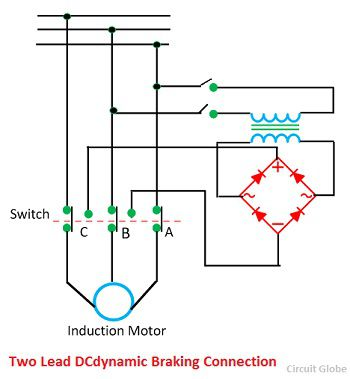 +
~
~
−
Switch
C
B
A
Induction Motor
Circuit Globe
Two Lead DCdynamic Braking Connection